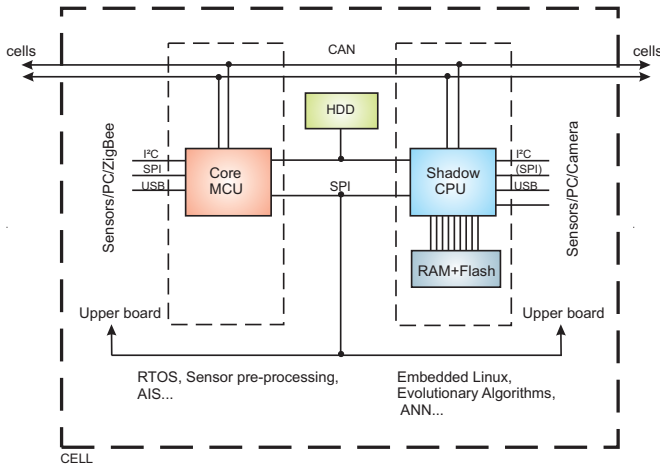 cells
CAN
cells
HDD
Sensors/PC/ZigBee
I²C
SPI
USB
Core
MCU
SPI
Shadow
CPU
I²C
(SPI)
USB
Sensors/PC/Camera
RAM+Flash
Upper board
Upper board
RTOS, Sensor pre-processing,
AIS...
Embedded Linux,
Evolutionary Algorithms,
ANN...
CELL